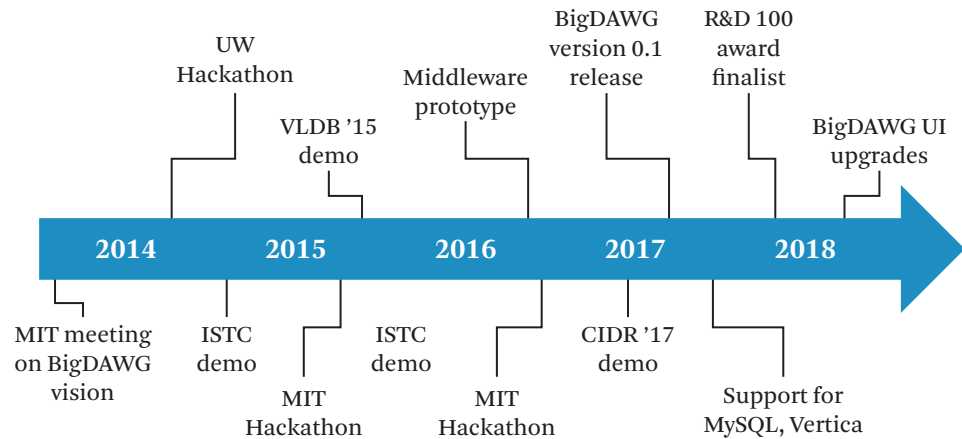 UW
Hackathon
VLDB ’15
demo
Middleware
prototype
BigDAWG
version 0.1
release
R&D 100
award
finalist
BigDAWG UI
upgrades
2014
2015
2016
2017
2018
MIT meeting
on BigDAWG
vision
ISTC
demo
MIT
Hackathon
ISTC
demo
MIT
Hackathon
CIDR ’17
demo
Support for
MySQL, Vertica